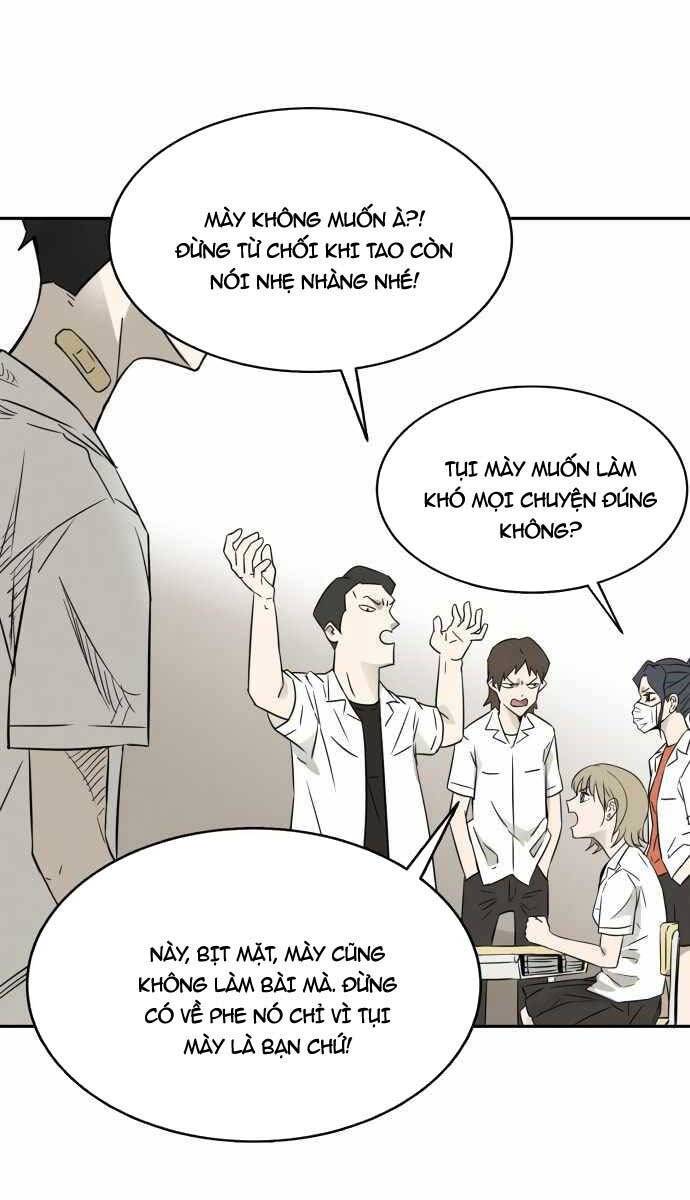 MÀY KHÔNG MUỐN À?!
ĐỪNG TỪ CHỐI KHI TAO CÒN
NÓI NHẸ NHÀNG NHÉ!
TỤI MÀY MUỐN LÀM
KHÓ MỌI CHUYỆN ĐÚNG
KHÔNG?
NÀY, BỊT MẶT, MÀY CŨNG
KHÔNG LÀM BÀI MÀ. ĐỪNG
CÓ VỀ PHE NÓ CHỈ VÌ TỤI
MÀY LÀ BẠN CHỨ!